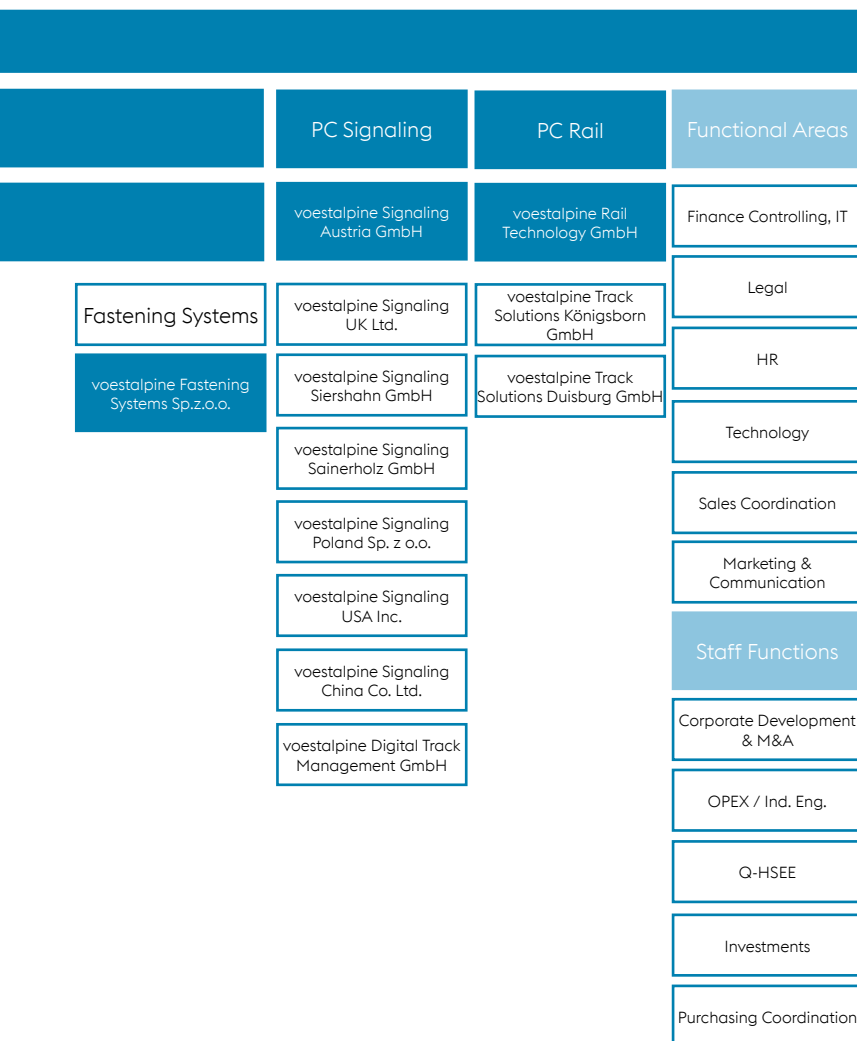 PC Signaling
PC Rail
Functional Areas
voestalpine Signaling
Austria GmbH
voestalpine Rail
Technology GmbH
Finance Controlling, IT
Fastening Systems
voestalpine Fastening
Systems Sp.z.o.o.
voestalpine Signaling
UK Ltd.
voestalpine Signaling
Siershahn GmbH
voestalpine Signaling
Sainerholz GmbH
voestalpine Signaling
Poland Sp. z o.o.
voestalpine Signaling
USA Inc.
voestalpine Signaling
China Co. Ltd.
voestalpine Digital Track
Management GmbH
voestalpine Track
Solutions Königsborn
GmbH
voestalpine Track
Solutions Duisburg GmbH
Legal
HR
Technology
Sales Coordination
Marketing &
Communication
Staff Functions
Corporate Development
& M&A
OPEX / Ind. Eng.
Q-HSEE
Investments
Purchasing Coordination